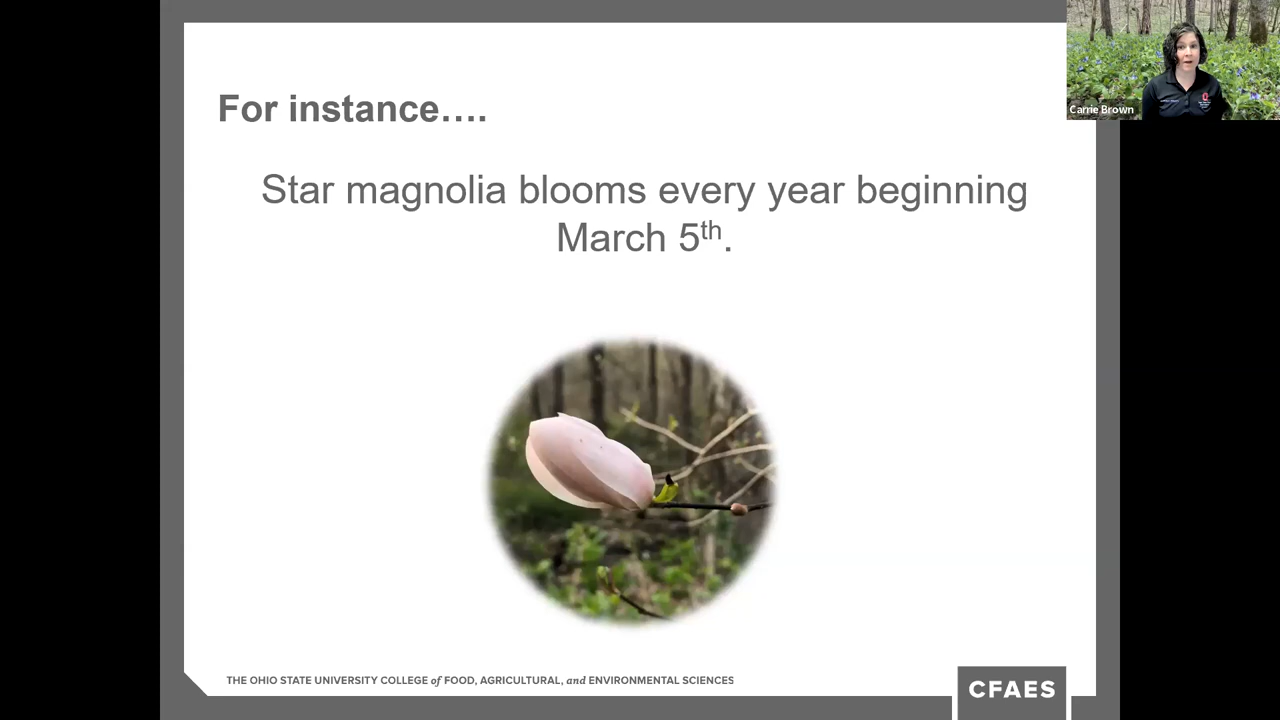 Carrie Brown
For instance….
Star magnolia blooms every year beginning
March 5th.
THE OHIO STATE UNIVERSITY COLLEGE of FOOD, AGRICULTURAL, and ENVIRONMENTAL SCIENCES
CFAES